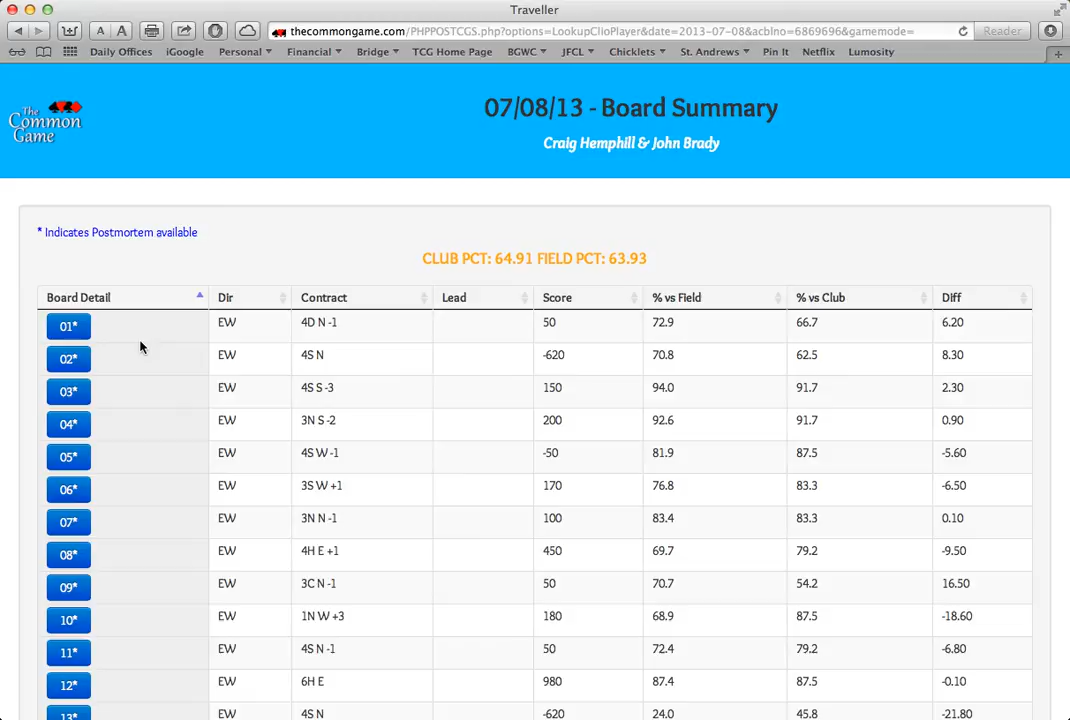 Traveller
A A thecommongame.com/PHPPOSTCGS.php?options=LookupClioPlayer&date=2013-07-08&acblno=6869696&gamemode= Reader
Daily Offices iGoogle Personal Financial Bridge TCG Home Page BGWC JFCL Chicklets St. Andrews Pin It Netflix Lumosity
The Common Game
07/08/13 - Board Summary
Craig Hemphill & John Brady
* Indicates Postmortem available
CLUB PCT: 64.91 FIELD PCT: 63.93
Board Detail Dir Contract Lead Score % vs Field % vs Club Diff
01* EW 4D N -1 50 72.9 66.7 6.20
02* EW 4S N -620 70.8 62.5 8.30
03* EW 4S S -3 150 94.0 91.7 2.30
04* EW 3N S -2 200 92.6 91.7 0.90
05* EW 4S W -1 -50 81.9 87.5 -5.60
06* EW 3S W +1 170 76.8 83.3 -6.50
07* EW 3N N -1 100 83.4 83.3 0.10
08* EW 4H E +1 450 69.7 79.2 -9.50
09* EW 3C N -1 50 70.7 54.2 16.50
10* EW 1N W +3 180 68.9 87.5 -18.60
11* EW 4S N -1 50 72.4 79.2 -6.80
12* EW 6H E 980 87.4 87.5 -0.10
13* EW 4S N -620 24.0 45.8 -21.80